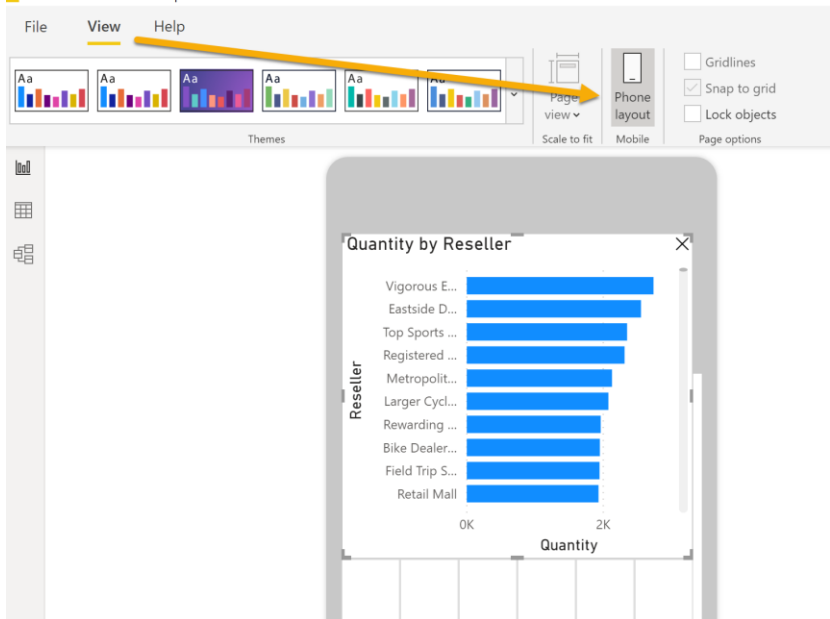 File View Help
Aa Aa Aa Aa Aa Aa
Gridlines
Snap to grid
Lock objects
Page
view
Phone
layout
Themes
Scale to fit
Mobile
Page options
Quantity by Reseller
Vigorous E...
Eastside D...
Top Sports ...
Registered ...
Metropolit...
Larger Cycl...
Rewarding ...
Bike Dealer...
Field Trip S...
Retail Mall
Reseller
0K 2K
Quantity